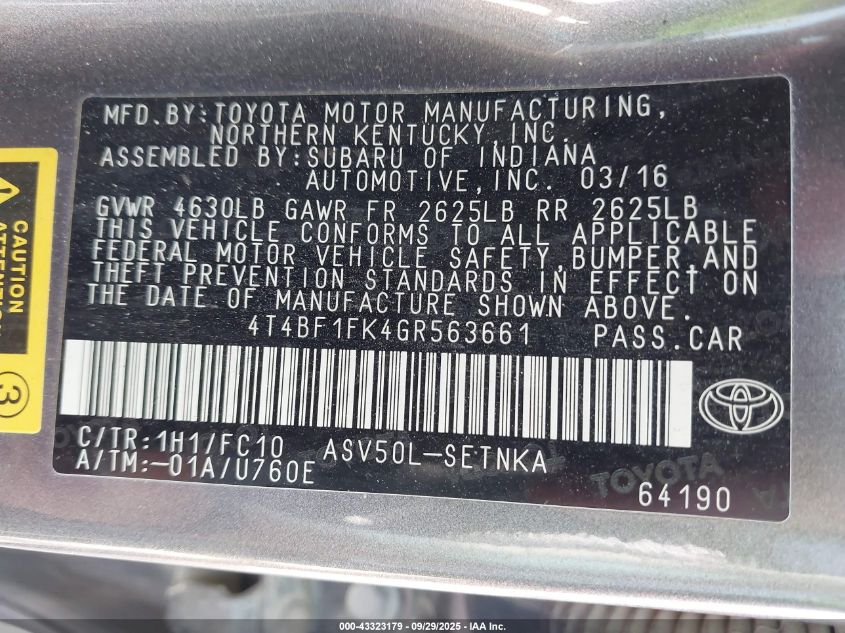 MFD.BY:TOYOTA MOTOR MANUFACTURING,
NORTHERN KENTUCKY,INC.
ASSEMBLED BY:SUBARU OF INDIANA
AUTOMOTIVE,INC. 03/16
GVWR 4630LB GAWR FR 2625LB RR 2625LB
THIS VEHICLE CONFORMS TO ALL APPLICABLE
FEDERAL MOTOR VEHICLE SAFETY,BUMPER,AND
THEFT PREVENTION STANDARDS IN EFFECT ON
THE DATE OF MANUFACTURE SHOWN ABOVE.
4T4BF1FK4GR563661 PASS.CAR
C/TR:1H1/FC10 ASV50L-SETNKA
A/TM:-01A/U760E
TOYOTA
64190
CAUTION
ATTENTION
3
000-43323179 - 09/29/2025 - IAA, Inc.